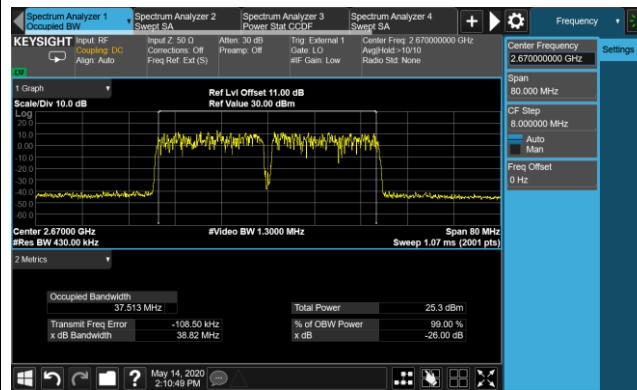 Spectrum Analyzer 1
Occupied BW
Spectrum Analyzer 2
Swept SA
Spectrum Analyzer 3
Power Stat CCDF
Spectrum Analyzer 4
Swept SA
Frequency
KEYSIGHT
Input: RF
Coupling: DC
Align: Auto
Input Z: 50 Ω
Corrections: Off
Freq Ref: Ext (S)
Atten: 30 dB
Preamp: Off
Trig: External 1
Gate: LO
#IF Gain: Low
Center Freq: 2.670000000 GHz
Avg|Hold:>10/10
Radio Std: None
Center Frequency
2.670000000 GHz
Settings
Span
80.000 MHz
CF Step
8.000000 MHz
Auto
Man
Freq Offset
0 Hz
1 Graph
Scale/Div 10.0 dB
Ref Lvl Offset 11.00 dB
Ref Value 30.00 dBm
Log
20.0
10.0
0.00
-10.0
-20.0
-30.0
-40.0
-50.0
-60.0
Center 2.67000 GHz
#Res BW 430.00 kHz
#Video BW 1.3000 MHz
Span 80 MHz
Sweep 1.07 ms (2001 pts)
2 Metrics
Occupied Bandwidth
37.513 MHz
Total Power 25.3 dBm
Transmit Freq Error -108.50 kHz
% of OBW Power 99.00 %
x dB Bandwidth 38.82 MHz
x dB -26.00 dB
May 14, 2020
2:10:49 PM